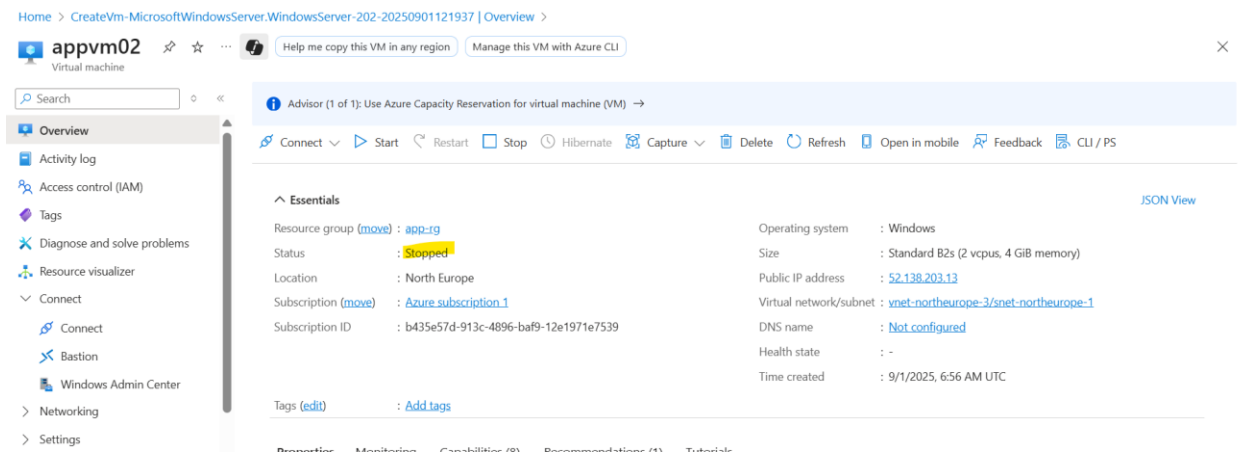 Home > CreateVm-MicrosoftWindowsServer.WindowsServer-202-20250901121937 | Overview >
appvm02
Help me copy this VM in any region
Manage this VM with Azure CLI
Virtual machine
Search
Overview
Activity log
Access control (IAM)
Tags
Diagnose and solve problems
Resource visualizer
Connect
Connect
Bastion
Windows Admin Center
Networking
Settings
Advisor (1 of 1): Use Azure Capacity Reservation for virtual machine (VM) →
Connect Start Restart Stop Hibernate Capture Delete Refresh Open in mobile Feedback CLI / PS
Essentials
JSON View
Resource group (move) : app-rg
Status : Stopped
Location : North Europe
Subscription (move) : Azure subscription 1
Subscription ID : b435e57d-913c-4896-baf9-12e1971e7539
Operating system : Windows
Size : Standard B2s (2 vcpus, 4 GiB memory)
Public IP address : 52.138.203.13
Virtual network/subnet : vnet-northeurope-3/snet-northeurope-1
DNS name : Not configured
Health state : -
Time created : 9/1/2025, 6:56 AM UTC
Tags (edit) : Add tags
Properties Monitoring Capabilities (8) Recommendations (1) Tutorials